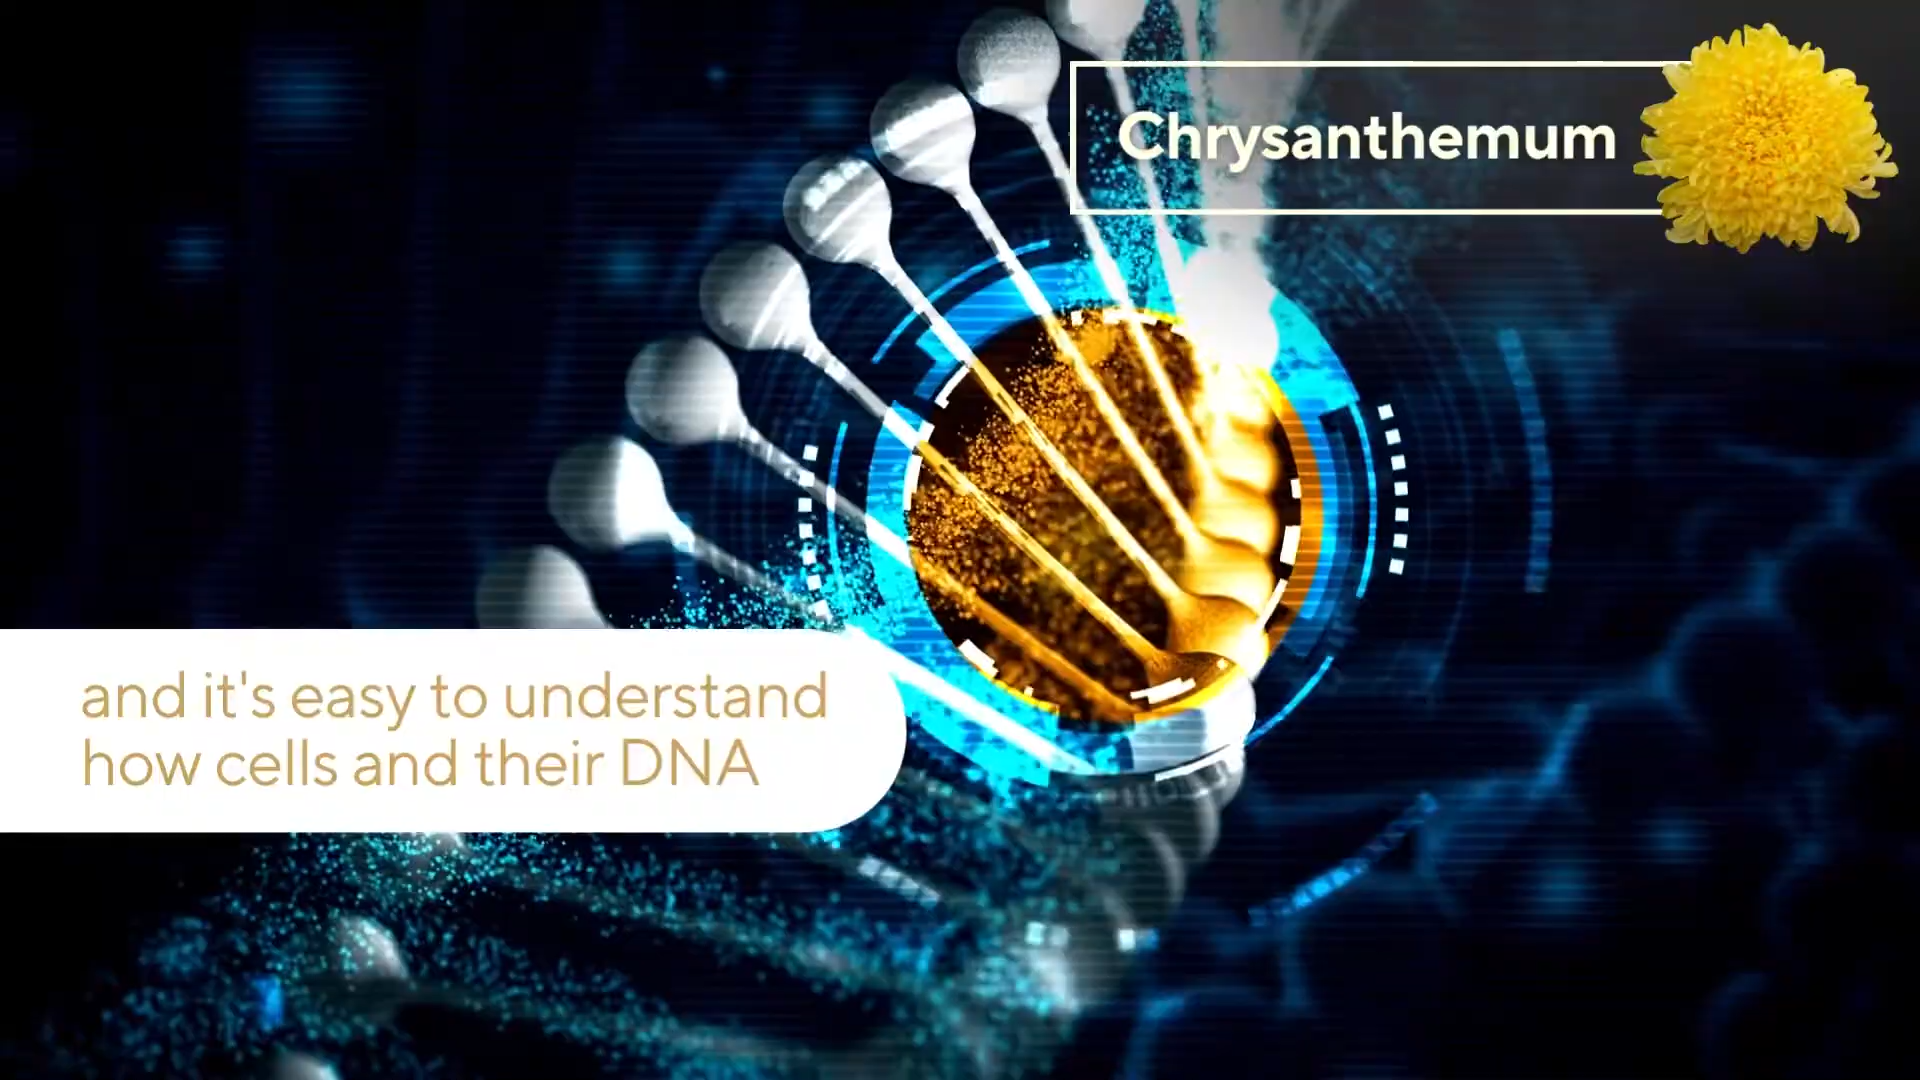 Chrysanthemum
and it's easy to understand
how cells and their DNA